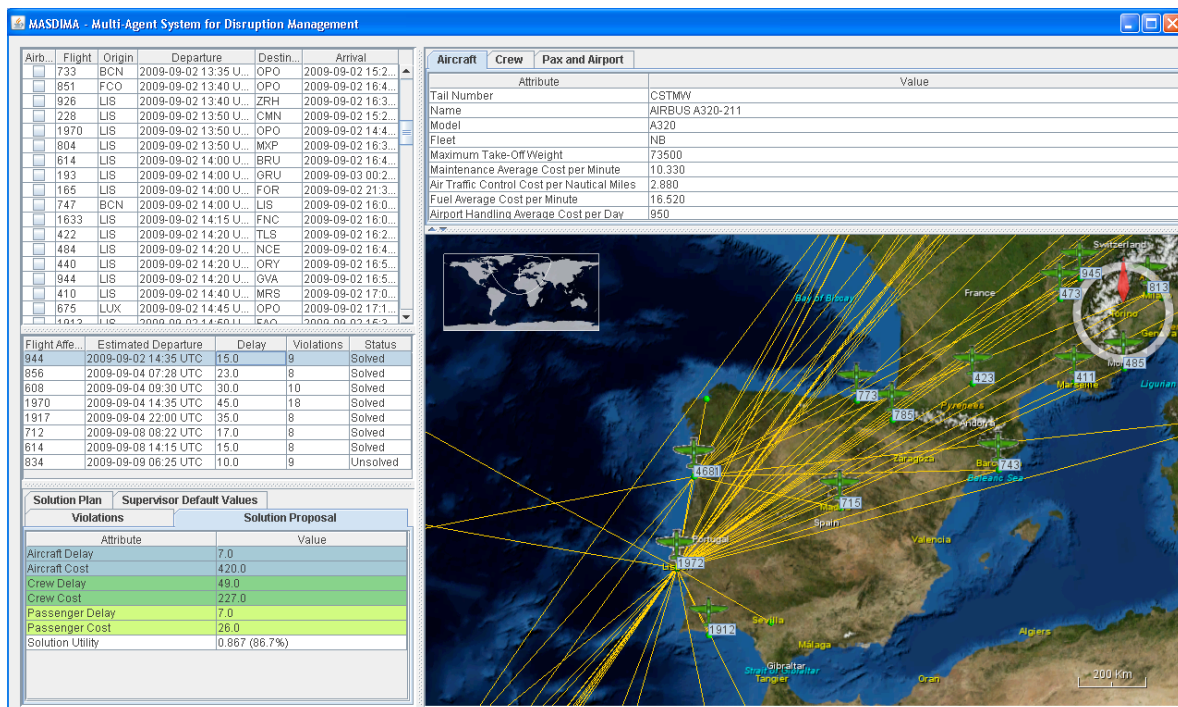 MASDIMA - Multi-Agent System for Disruption Management
Airb... Flight Origin Departure Destin... Arrival
733 BCN 2009-09-02 13:35 U... OPO 2009-09-02 15:2...
851 FCO 2009-09-02 13:40 U... OPO 2009-09-02 16:4...
926 LIS 2009-09-02 13:40 U... ZRH 2009-09-02 16:3...
228 LIS 2009-09-02 13:50 U... CMN 2009-09-02 15:2...
1970 LIS 2009-09-02 13:50 U... OPO 2009-09-02 14:4...
804 LIS 2009-09-02 13:50 U... MXP 2009-09-02 16:3...
614 LIS 2009-09-02 14:00 U... BRU 2009-09-02 16:4...
193 LIS 2009-09-02 14:00 U... GRU 2009-09-03 00:2...
165 LIS 2009-09-02 14:00 U... FOR 2009-09-02 21:3...
747 BCN 2009-09-02 14:00 U... LIS 2009-09-02 16:0...
1633 LIS 2009-09-02 14:15 U... FNC 2009-09-02 16:0...
422 LIS 2009-09-02 14:20 U... TLS 2009-09-02 16:2...
484 LIS 2009-09-02 14:20 U... NCE 2009-09-02 16:4...
440 LIS 2009-09-02 14:20 U... ORY 2009-09-02 16:5...
944 LIS 2009-09-02 14:20 U... GVA 2009-09-02 16:5...
410 LIS 2009-09-02 14:40 U... MRS 2009-09-02 17:0...
675 LUX 2009-09-02 14:45 U... OPO 2009-09-02 17:1...
1913 LIS 2009-09-02 14:50 U... FAO 2009-09-02 15:3...
Flight Affe... Estimated Departure Delay Violations Status
944 2009-09-02 14:35 UTC 15.0 9 Solved
856 2009-09-04 07:28 UTC 23.0 8 Solved
608 2009-09-04 09:30 UTC 30.0 10 Solved
1970 2009-09-04 14:35 UTC 45.0 18 Solved
1917 2009-09-04 22:00 UTC 35.0 8 Solved
712 2009-09-08 08:22 UTC 17.0 8 Solved
614 2009-09-08 14:15 UTC 15.0 8 Solved
834 2009-09-09 06:25 UTC 10.0 9 Unsolved
Solution Plan Supervisor Default Values
Violations Solution Proposal
Attribute Value
Aircraft Delay 7.0
Aircraft Cost 420.0
Crew Delay 49.0
Crew Cost 227.0
Passenger Delay 7.0
Passenger Cost 26.0
Solution Utility 0.867 (86.7%)
Aircraft Crew Pax and Airport
Attribute Value
Tail Number CSTMW
Name AIRBUS A320-211
Model A320
Fleet NB
Maximum Take-Off Weight 73500
Maintenance Average Cost per Minute 10.330
Air Traffic Control Cost per Nautical Miles 2.880
Fuel Average Cost per Minute 16.520
Airport Handling Average Cost per Day 950
Switzerland
945
813
Bay of Biscay
France
473
Milano
Torino
485
423
411
Marseille
Ligurian
773
785
Pyrenees
Andorra
4681
Zaragoza
743
Balearic Sea
715
Spain
Portugal
Valencia
1972
1912
Sevilla
Málaga
Algiers
Gibraltar
Strait of Gibraltar
Tangier
Oran
200 Km